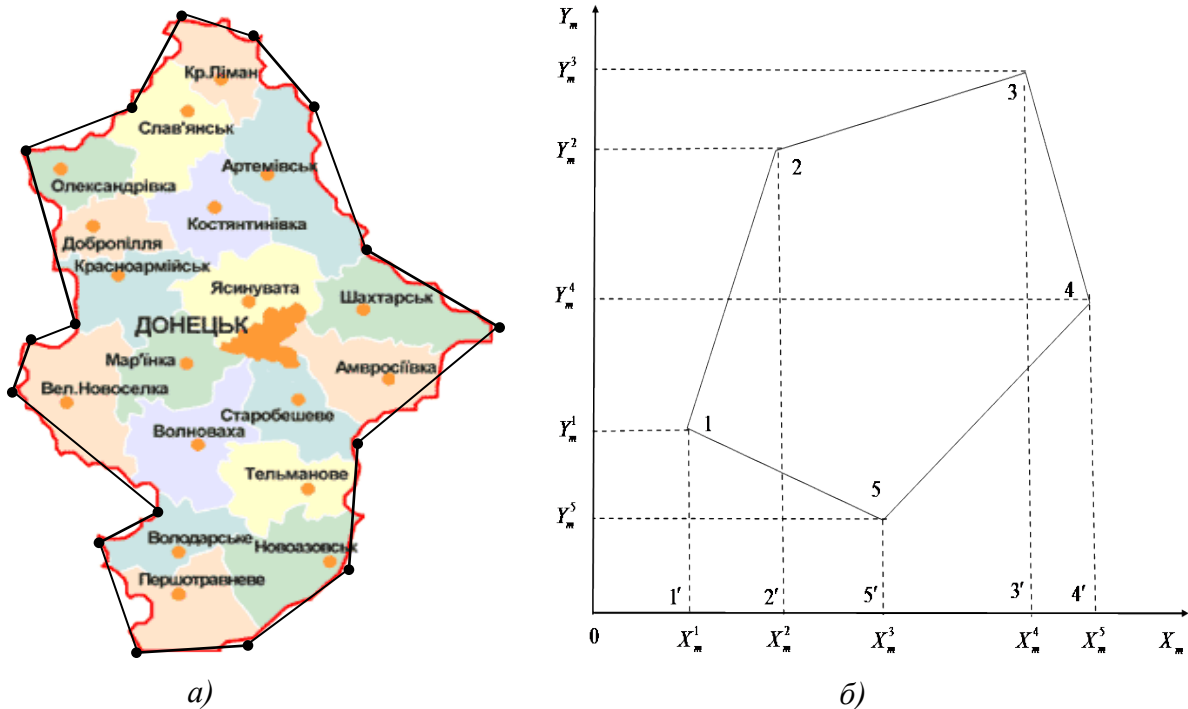 Кр.Ліман
Слав'янськ
Артемівськ
Олександрівка
Костянтинівка
Добропілля
Красноармійськ
Ясинувата
Шахтарськ
ДОНЕЦЬК
Мар'їнка
Амвросіївка
Вел.Новоселка
Старобешеве
Волноваха
Тельманове
Володарське
Новоазовськ
Першотравневе
а)
Y_m
Y_m^3
3
Y_m^2
2
Y_m^4
4
Y_m^1
1
5
Y_m^5
1' 2' 5' 3' 4'
0 X_m^1 X_m^2 X_m^3 X_m^4 X_m^5 X_m
б)